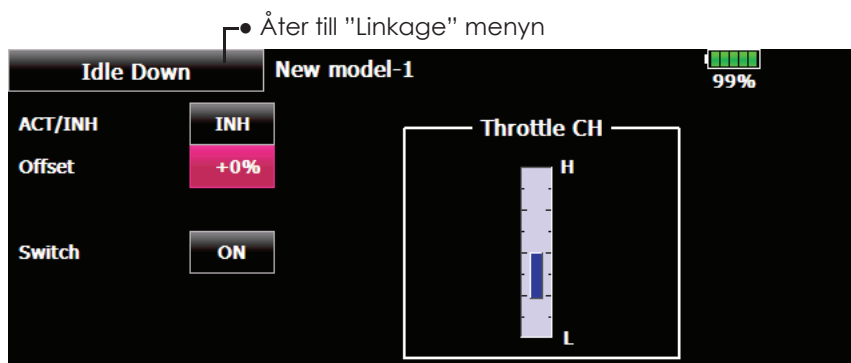 Åter till ”Linkage” menyn
Idle Down
New model-1
99%
ACT/INH
INH
Offset
+0%
Switch
ON
Throttle CH
H
L